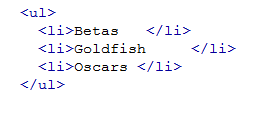 <ul>
  <li>Betas   </li>
  <li>Goldfish     </li>
  <li>Oscars </li>
</ul>